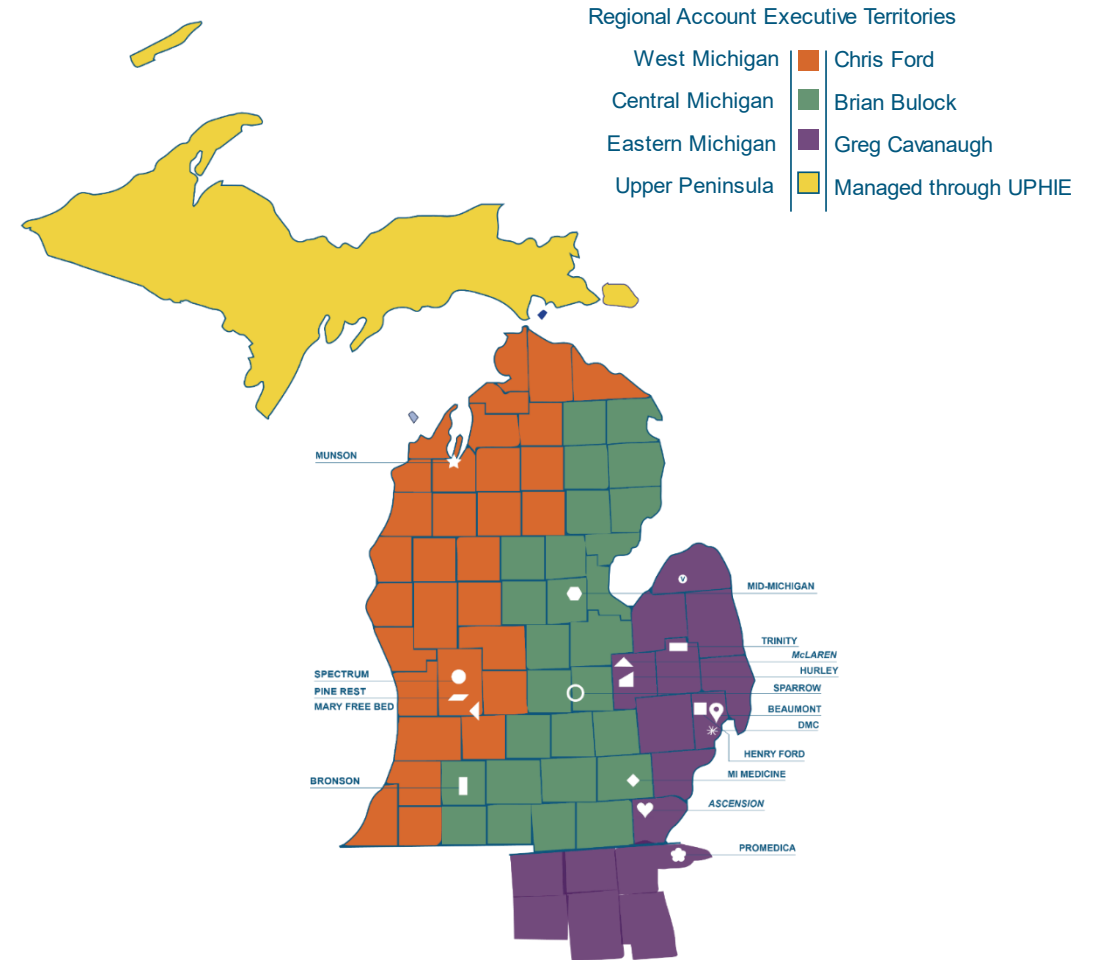 Regional Account Executive Territories
West Michigan Chris Ford
Central Michigan Brian Bulock
Eastern Michigan Greg Cavanaugh
Upper Peninsula Managed through UPHIE
MUNSON
V
MID-MICHIGAN
TRINITY
McLAREN
HURLEY
SPECTRUM
SPARROW
PINE REST
MARY FREE BED
BEAUMONT
DMC
HENRY FORD
MI MEDICINE
BRONSON
ASCENSION
PROMEDICA